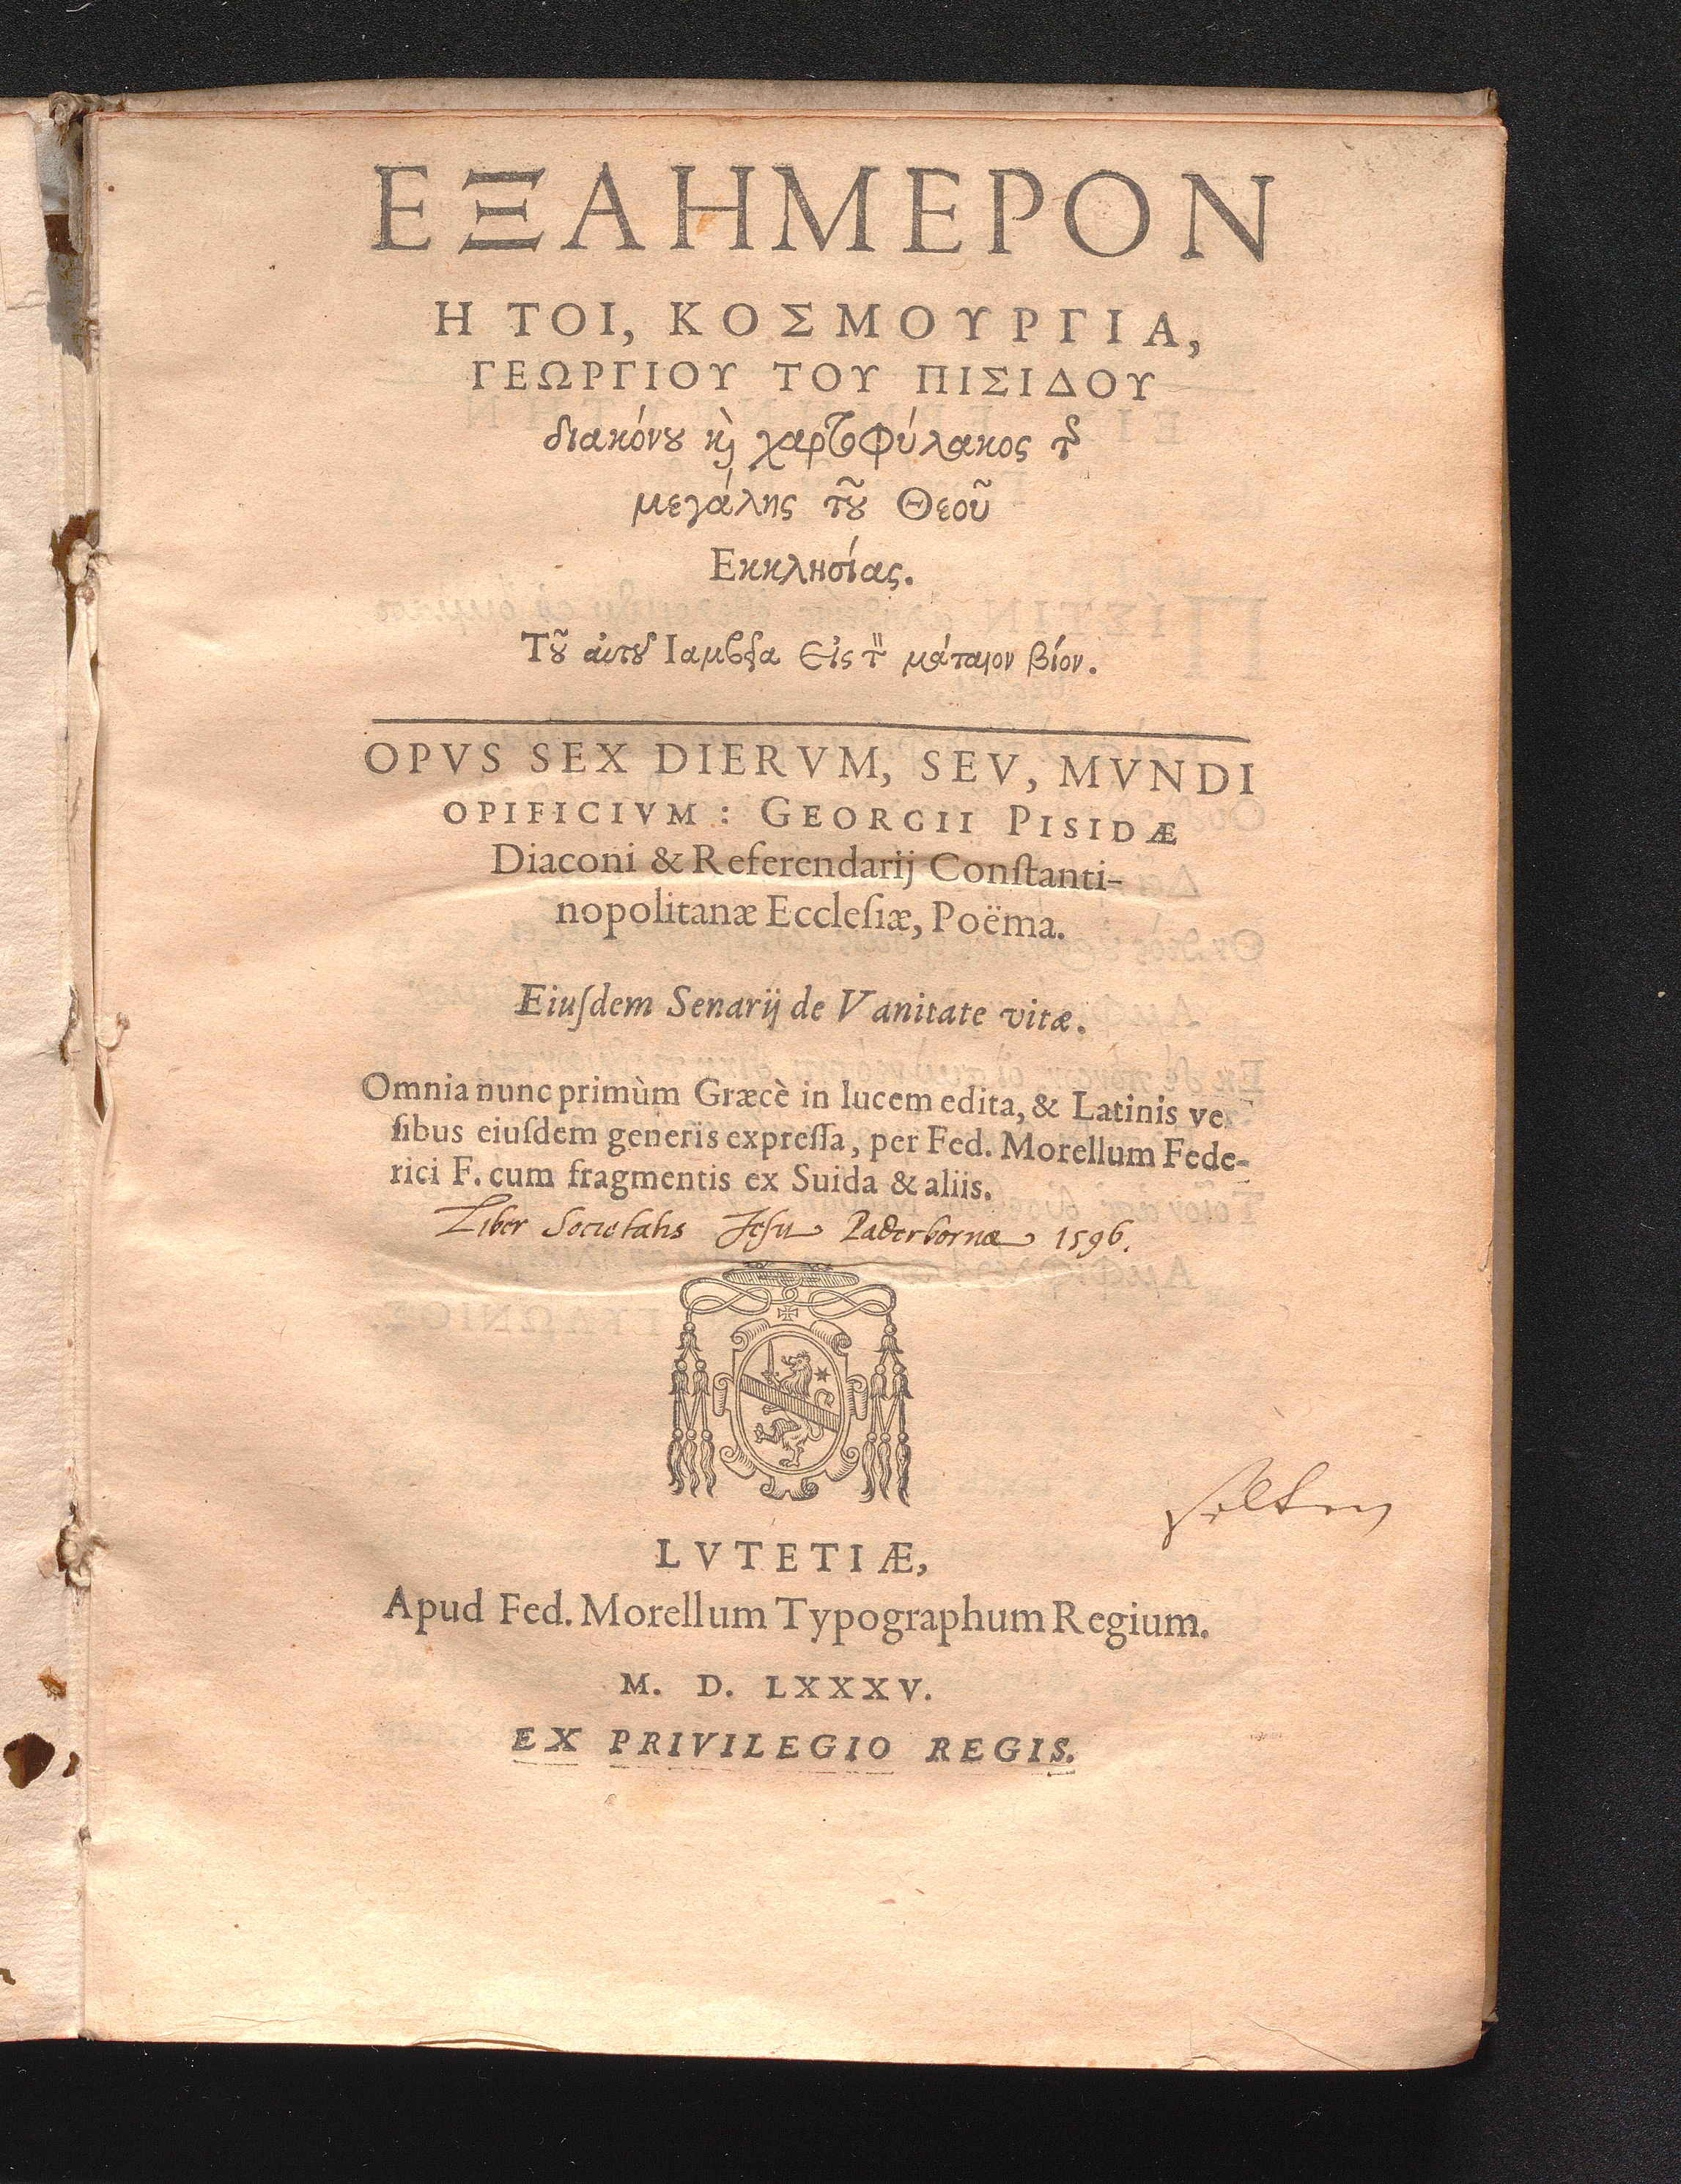 ΕΞΑΗΜΕΡΟΝ
Η ΤΟΙ, ΚΟΣΜΟΥΡΓΙΑ,
ΓΕΩΡΓΙΟΥ ΤΟΥ ΠΙΣΙΔΟΥ
διακόνου καὶ χαρτοφύλακος τῆς
μεγάλης τοῦ Θεοῦ
Εκκλησίας.
Τοῦ αὐτοῦ Ιαμβεῖα Εἰς τὸν μάταιον βίον.
OPVS SEX DIERVM, SEV, MVNDI
OPIFICIVM : GEORGII PISIDÆ
Diaconi & Referendarij Conſtanti-
nopolitanæ Eccleſiæ, Poëma.
Eiuſdem Senarij de Vanitate vitæ.
Omnia nunc primùm Græcè in lucem edita, & Latinis ve
ſibus eiuſdem generis expreſſa, per Fed. Morellum Fede-
rici F. cum fragmentis ex Suida & aliis.
Liber Societatis Jeſu Paderbornæ 1596.
selten
LVTETIÆ,
Apud Fed. Morellum Typographum Regium.
M. D. LXXXV.
EX PRIVILEGIO REGIS.